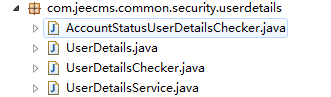 com.jeecms.common.security.userdetails
AccountStatusUserDetailsChecker.java
UserDetails.java
UserDetailsChecker.java
UserDetailsService.java